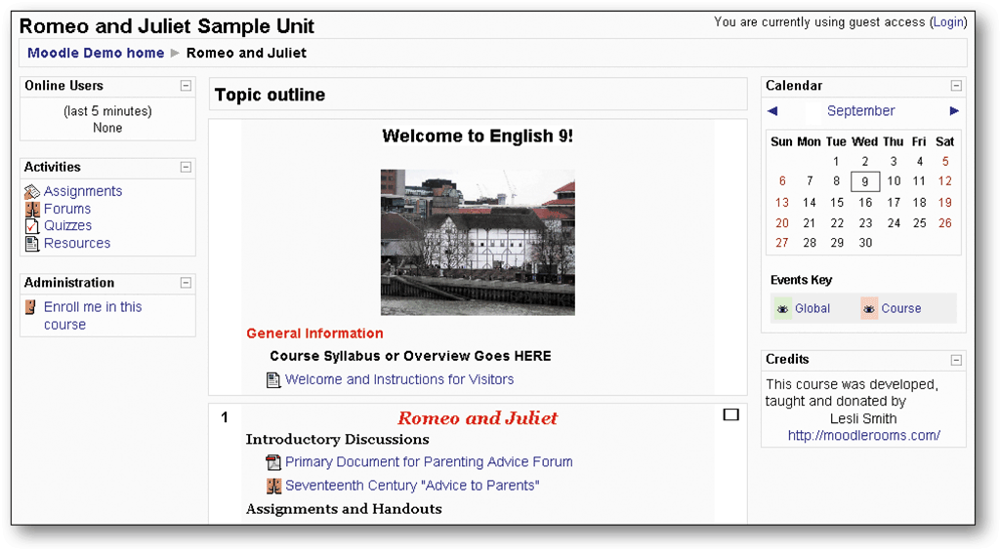 Romeo and Juliet Sample Unit
You are currently using guest access (Login)
Moodle Demo home ► Romeo and Juliet
Online Users
(last 5 minutes)
None
Activities
Assignments
Forums
Quizzes
Resources
Administration
Enroll me in this
course
Topic outline
Welcome to English 9!
General Information
Course Syllabus or Overview Goes HERE
Welcome and Instructions for Visitors
1
Romeo and Juliet
Introductory Discussions
Primary Document for Parenting Advice Forum
Seventeenth Century "Advice to Parents"
Assignments and Handouts
Calendar
◄ September ►
Sun Mon Tue Wed Thu Fri Sat
1 2 3 4 5
6 7 8 9 10 11 12
13 14 15 16 17 18 19
20 21 22 23 24 25 26
27 28 29 30
Events Key
Global Course
Credits
This course was developed,
taught and donated by
Lesli Smith
http://moodlerooms.com/